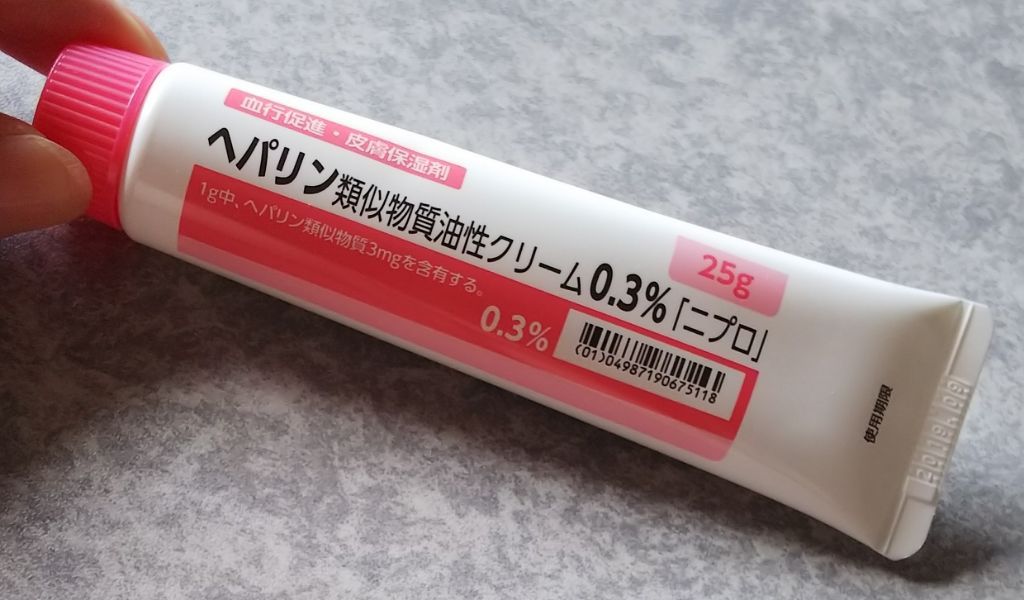 血行促進・皮膚保湿剤
ヘパリン類似物質油性クリーム0.3%「ニプロ」
25g
1g中、ヘパリン類似物質3mgを含有する。
0.3%
(01)04987190675118
使用期限